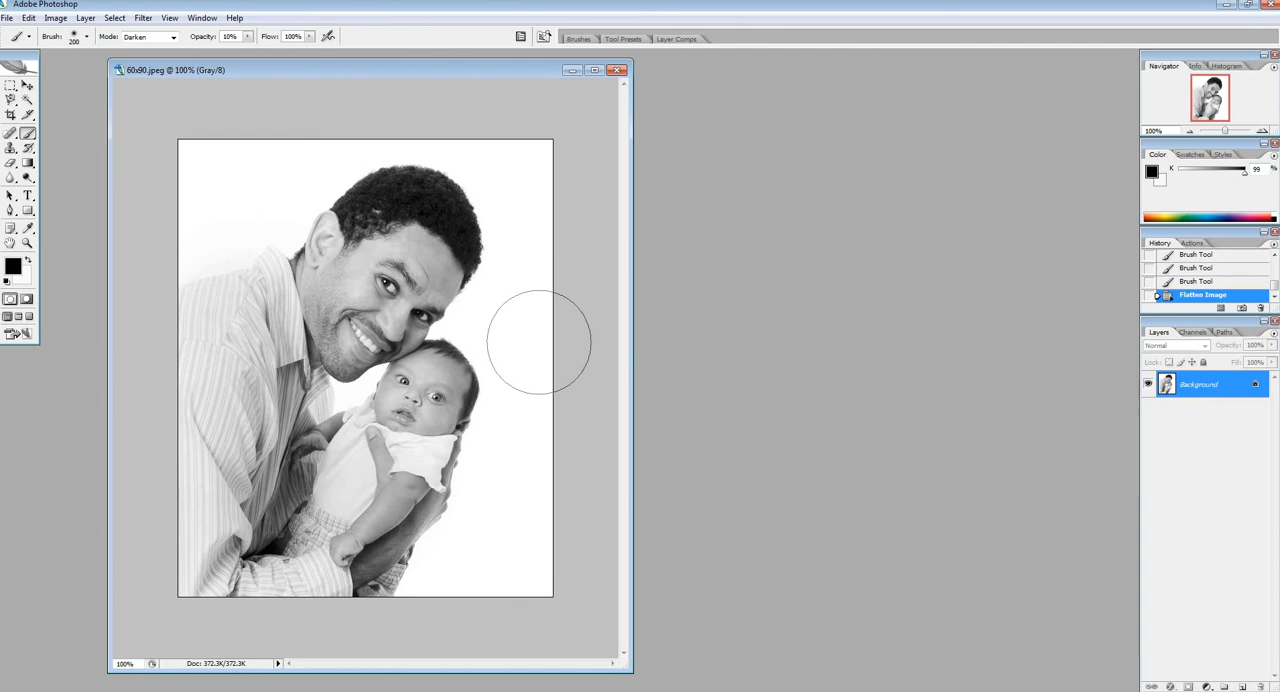 Adobe Photoshop
File Edit Image Layer Select Filter View Window Help
Brush: 200 Mode: Darken Opacity: 10% Flow: 100% Brushes Tool Presets Layer Comps
60x90.jpeg @ 100% (Gray/8)
Navigator Info Histogram
100%
Color Swatches Styles
K 99 %
History Actions
Brush Tool
Brush Tool
Brush Tool
Flatten Image
Layers Channels Paths
Normal Opacity: 100%
Lock: Fill: 100%
Background
T
100% Doc: 372.3K/372.3K